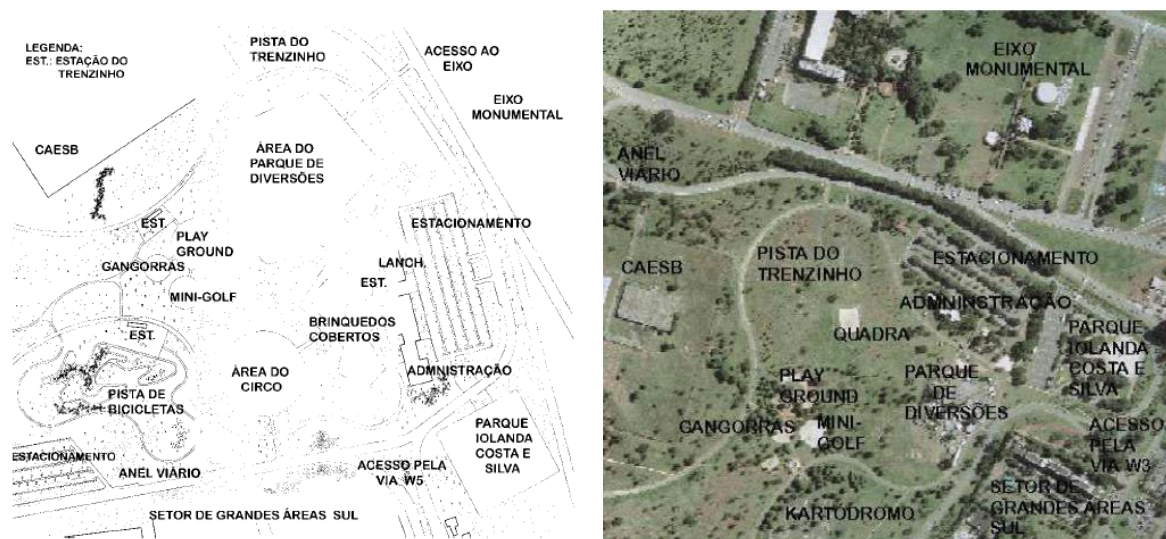 LEGENDA:
EST.: ESTAÇÃO DO
TRENZINHO
PISTA DO
TRENZINHO
ACESSO AO
EIXO
EIXO
MONUMENTAL
CAESB
ÁREA DO
PARQUE DE
DIVERSÕES
EST.
PLAY
GROUND
GANGORRAS
MINI-GOLF
ESTACIONAMENTO
LANCH.
EST.
EST.
BRINQUEDOS
COBERTOS
ÁREA DO
CIRCO
ADMNISTRAÇÃO
PISTA DE
BICICLETAS
ESTACIONAMENTO
ANEL VIÁRIO
PARQUE
IOLANDA
COSTA E
SILVA
ACESSO PELA
VIA W5
SETOR DE GRANDES ÁREAS SUL
EIXO
MONUMENTAL
ANEL
VIÁRIO
CAESB
PISTA DO
TRENZINHO
ESTACIONAMENTO
ADMNINSTRAÇÃO
QUADRA
PARQUE
IOLANDA
COSTA E
SILVA
PLAY
GROUND
PARQUE
DE
DIVERSÕES
GANGORRAS
MINI-
GOLF
ACESSO
PELA
VIA W3
SETOR DE
GRANDES ÁREAS
SUL
KARTODROMO